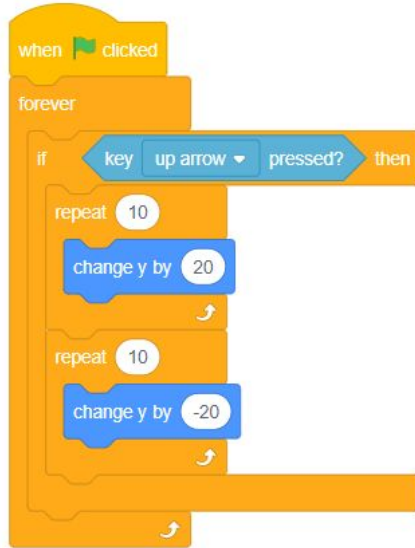 when clicked
forever
if key up arrow pressed? then
repeat 10
change y by 20
repeat 10
change y by -20